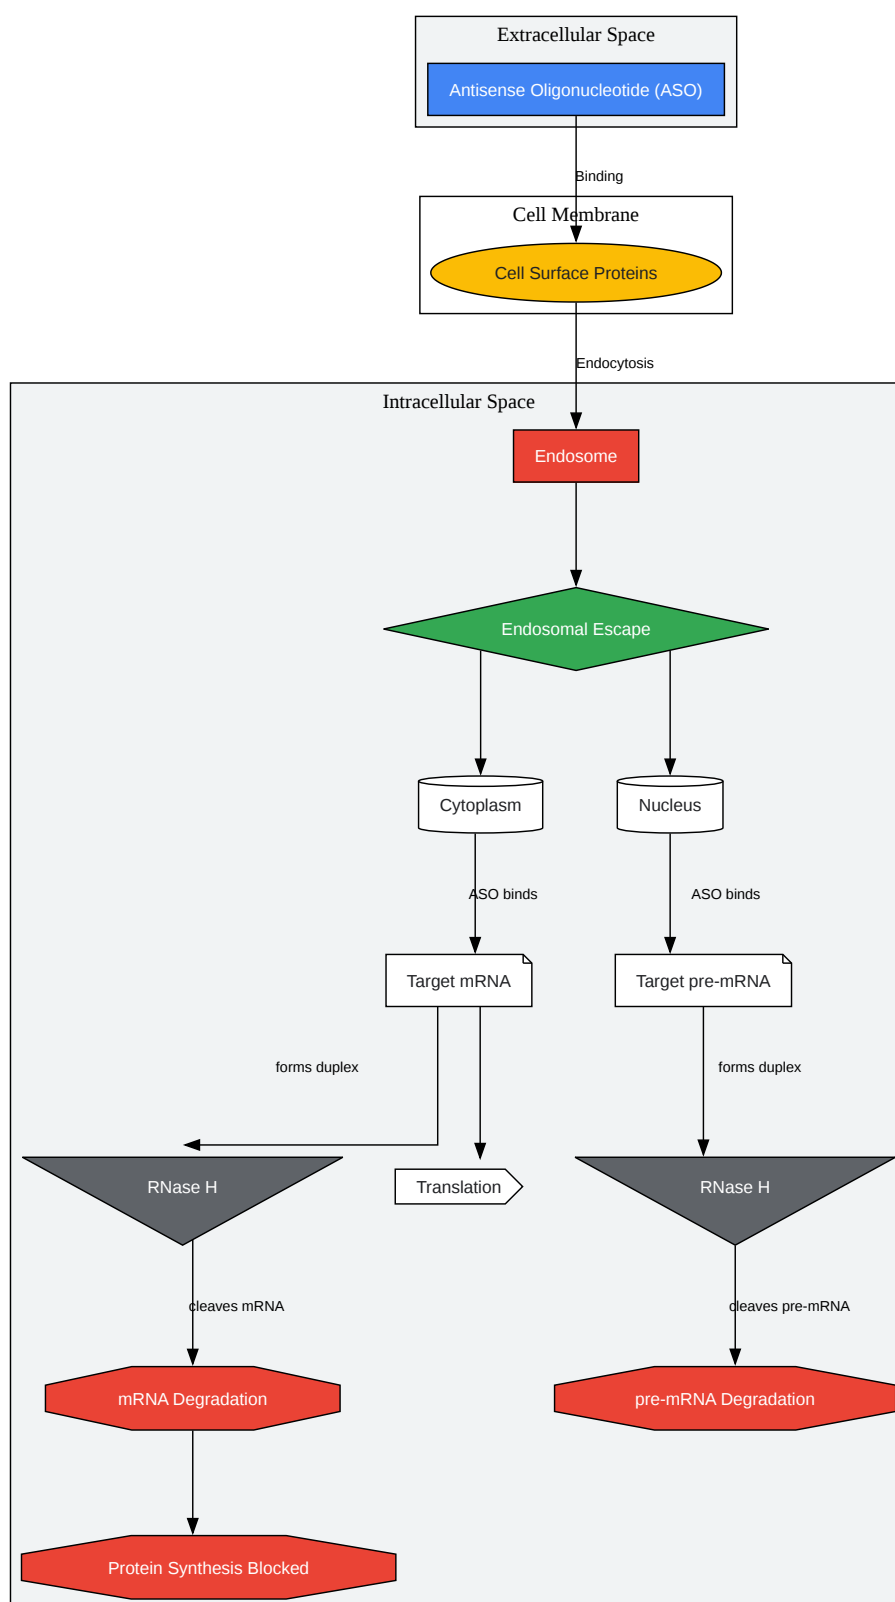 Extracellular Space
Antisense Oligonucleotide (ASO)
Binding
Cell Membrane
Cell Surface Proteins
Endocytosis
Intracellular Space
Endosome
Endosomal Escape
Cytoplasm
Nucleus
ASO binds
ASO binds
Target mRNA
Target pre-mRNA
forms duplex
forms duplex
RNase H
Translation
RNase H
cleaves mRNA
cleaves pre-mRNA
mRNA Degradation
pre-mRNA Degradation
Protein Synthesis Blocked